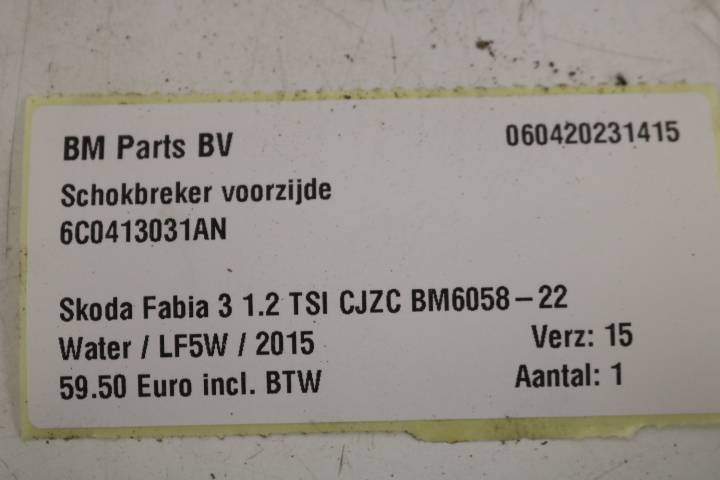 BM Parts BV 060420231415
Schokbreker voorzijde
6C0413031AN
Skoda Fabia 3 1.2 TSI CJZC BM6058-22
Water / LF5W / 2015 Verz: 15
59.50 Euro incl. BTW Aantal: 1